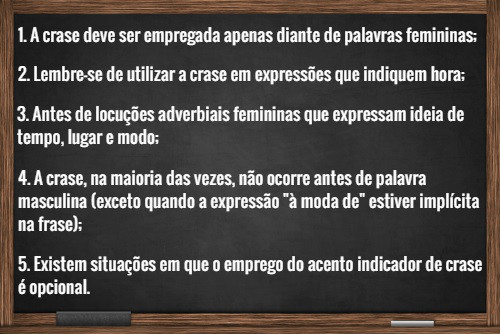 1. A crase deve ser empregada apenas diante de palavras femininas;
2. Lembre-se de utilizar a crase em expressões que indiquem hora;
3. Antes de locuções adverbiais femininas que expressam ideia de
tempo, lugar e modo;
4. A crase, na maioria das vezes, não ocorre antes de palavra
masculina (exceto quando a expressão "à moda de" estiver implícita
na frase);
5. Existem situações em que o emprego do acento indicador de crase
é opcional.